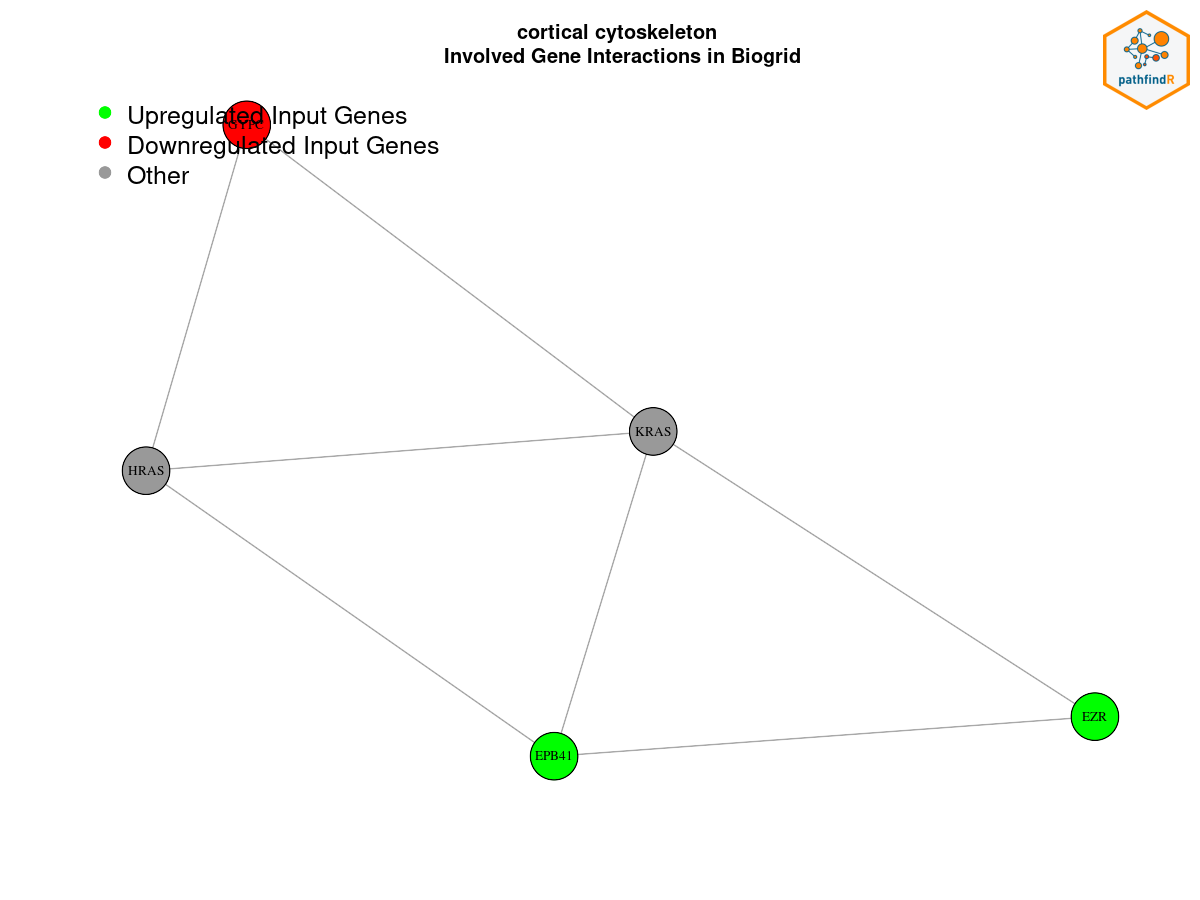 cortical cytoskeleton
Involved Gene Interactions in Biogrid
pathfindR
Upregulated Input Genes
GYPC
Downregulated Input Genes
Other
KRAS
HRAS
EZR
EPB41